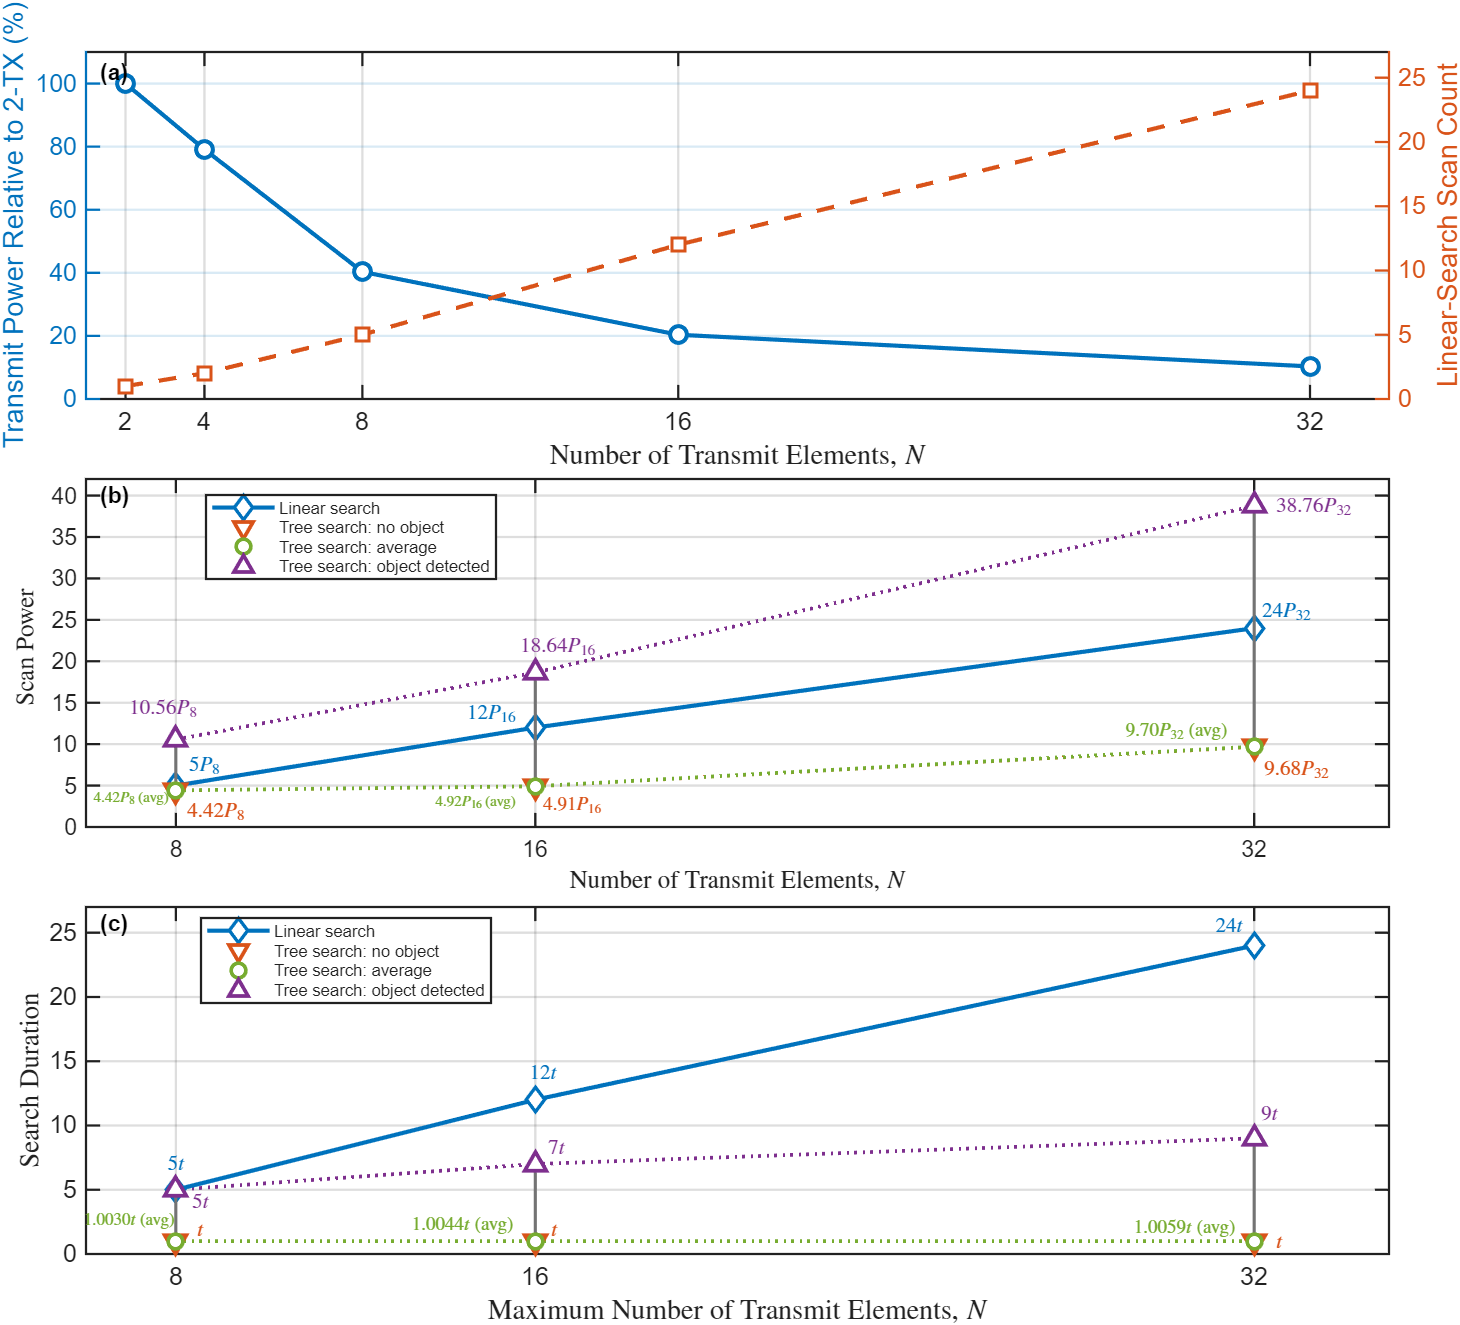 (a)
Transmit Power Relative to 2-TX (%)
100
80
60
40
20
0
25
20
15
10
5
0
Linear-Search Scan Count
2 4 8 16 32
Number of Transmit Elements, N
(b)
Linear search
Tree search: no object
Tree search: average
Tree search: object detected
Scan Power
40
35
30
25
20
15
10
5
0
38.76P₃₂
24P₃₂
18.64P₁₆
12P₁₆
10.56P₈
5P₈
9.70P₃₂ (avg)
9.68P₃₂
4.42P₈ (avg)
4.42P₈
4.92P₁₆ (avg)
4.91P₁₆
8 16 32
Number of Transmit Elements, N
(c)
Linear search
Tree search: no object
Tree search: average
Tree search: object detected
Search Duration
25
20
15
10
5
0
24t
12t
9t
7t
5t
5t
1.0030t (avg)
t
1.0044t (avg)
t
1.0059t (avg)
t
8 16 32
Maximum Number of Transmit Elements, N